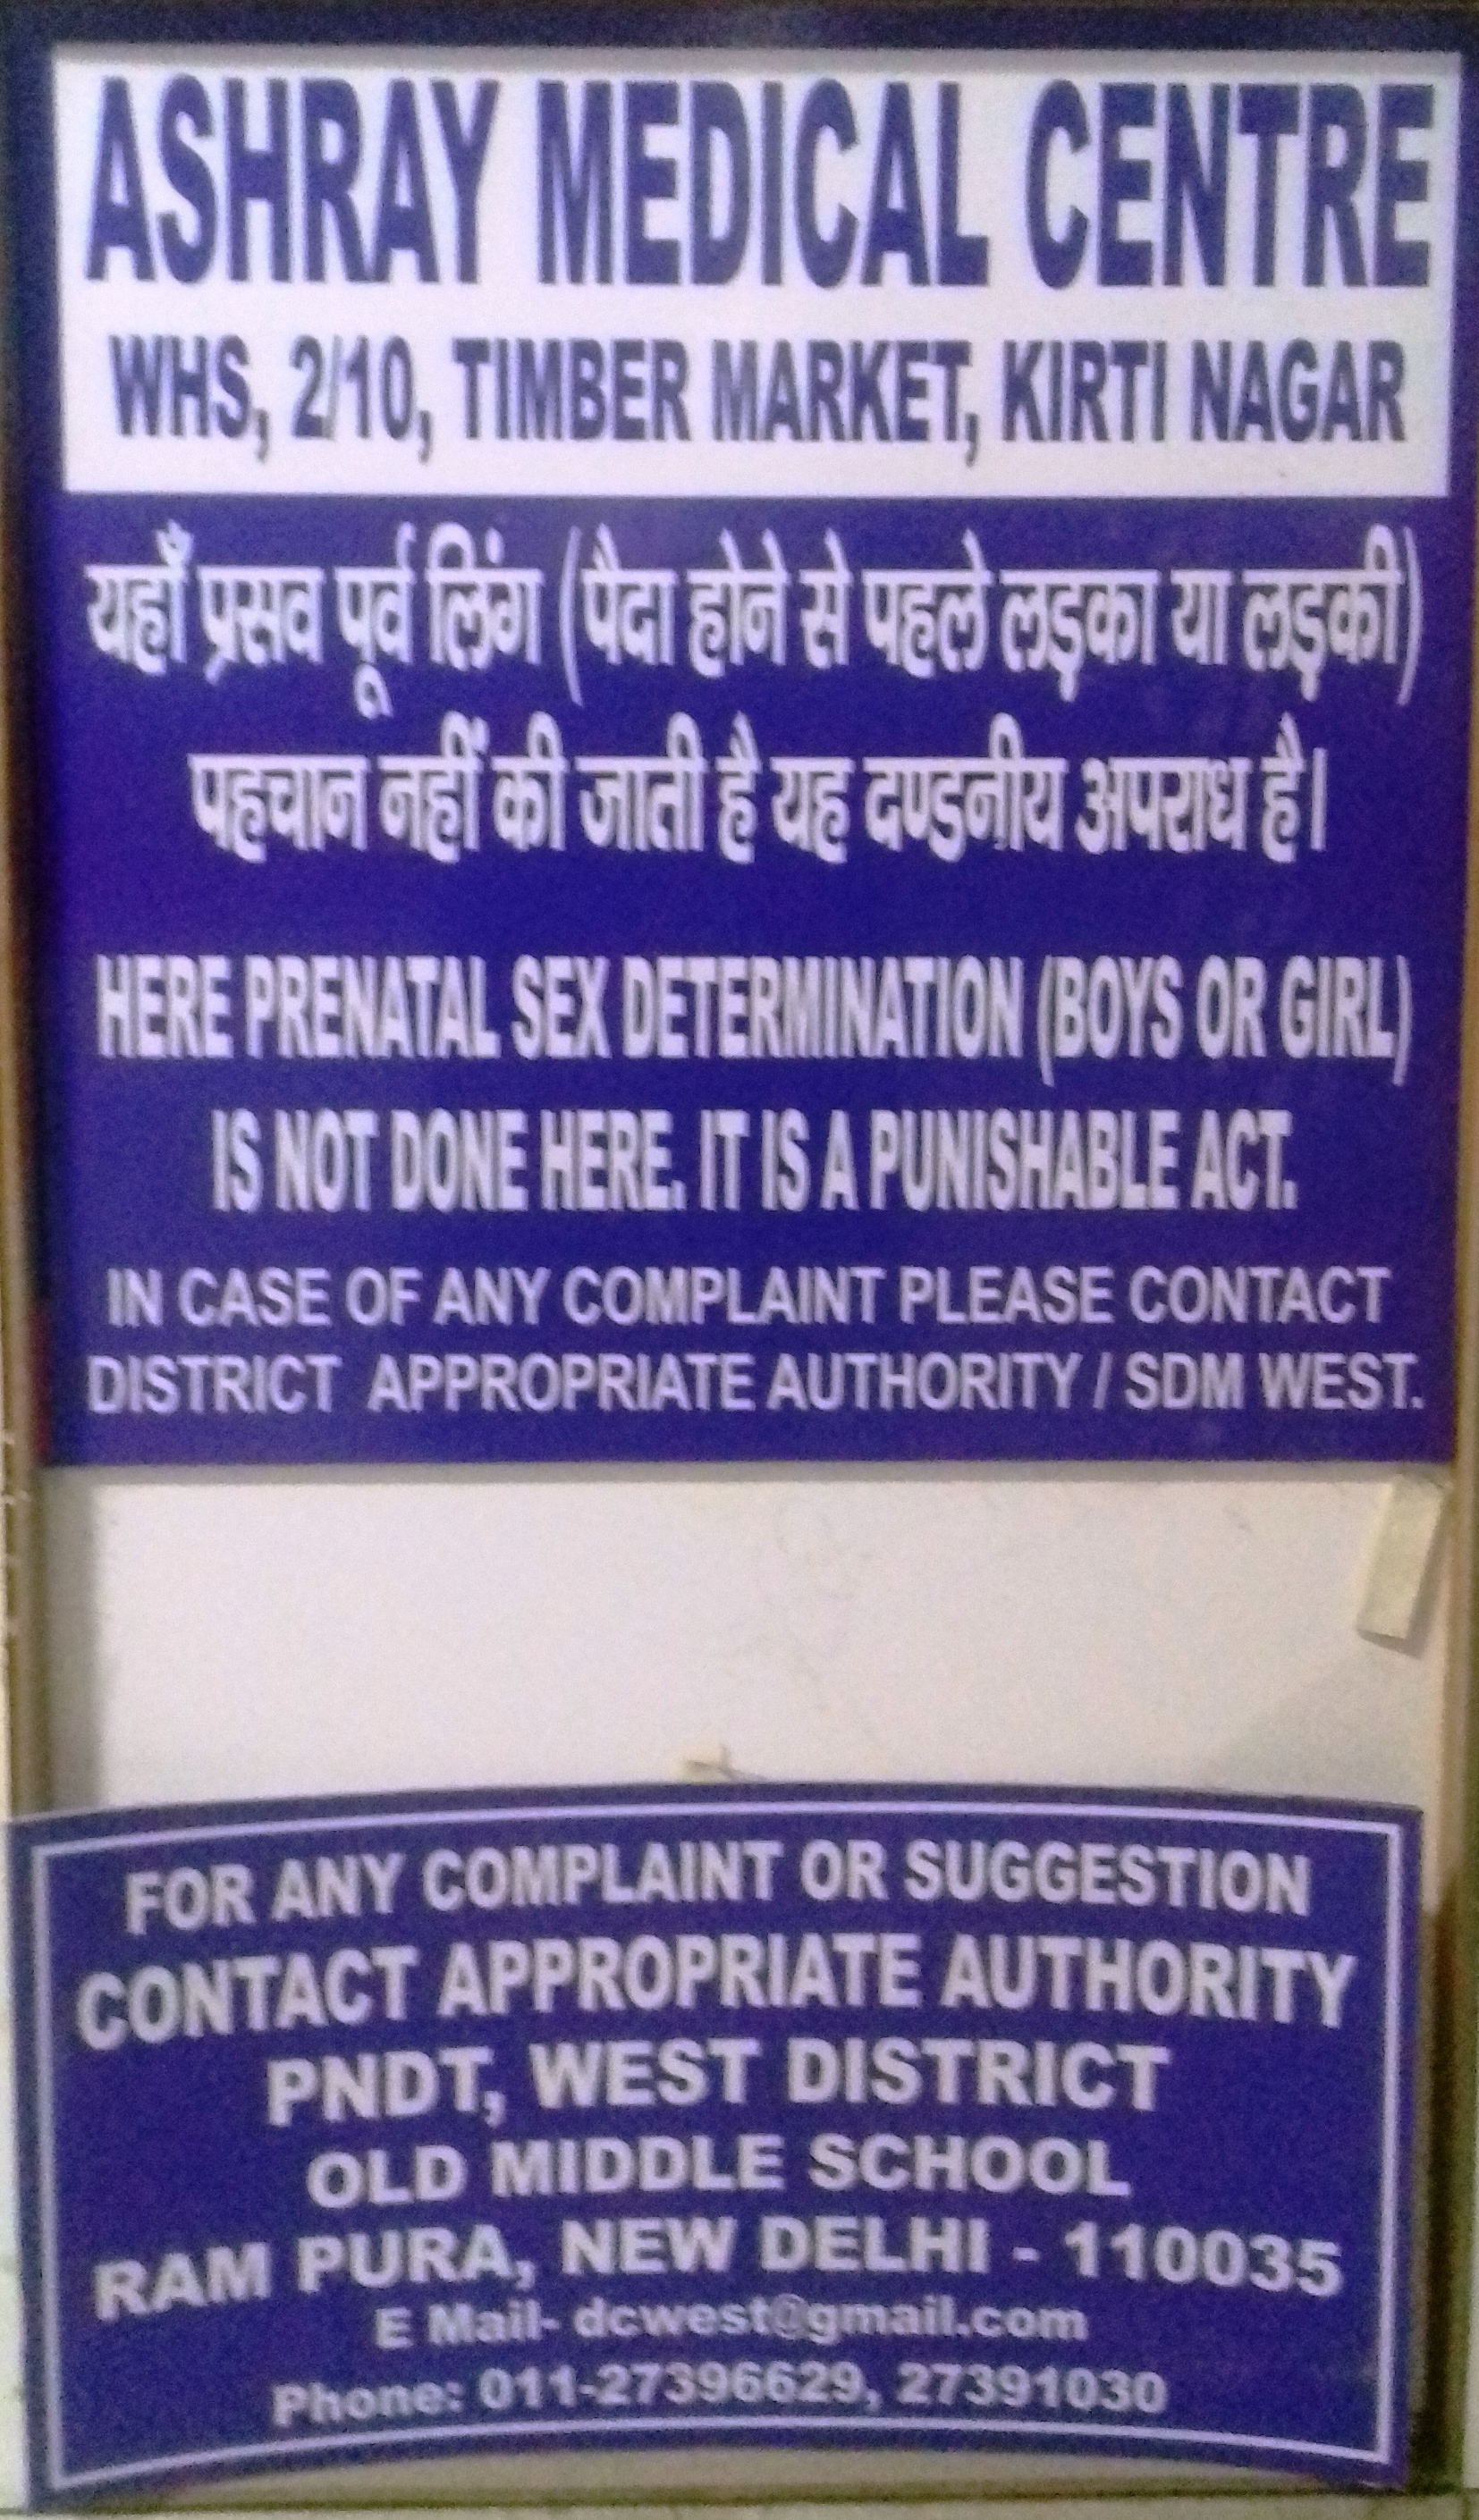 ASHRAY MEDICAL CENTRE
WHS, 2/10, TIMBER MARKET, KIRTI NAGAR
यहाँ प्रसव पूर्व लिंग (पैदा होने से पहले लड़का या लड़की)
पहचान नहीं की जाती है यह दण्डनीय अपराध है।
HERE PRENATAL SEX DETERMINATION (BOYS OR GIRL)
IS NOT DONE HERE. IT IS A PUNISHABLE ACT.
IN CASE OF ANY COMPLAINT PLEASE CONTACT
DISTRICT APPROPRIATE AUTHORITY / SDM WEST.
FOR ANY COMPLAINT OR SUGGESTION
CONTACT APPROPRIATE AUTHORITY
PNDT, WEST DISTRICT
OLD MIDDLE SCHOOL
RAM PURA, NEW DELHI - 110035
E Mail- dcwest@gmail.com
Phone: 011-27396629, 27391030